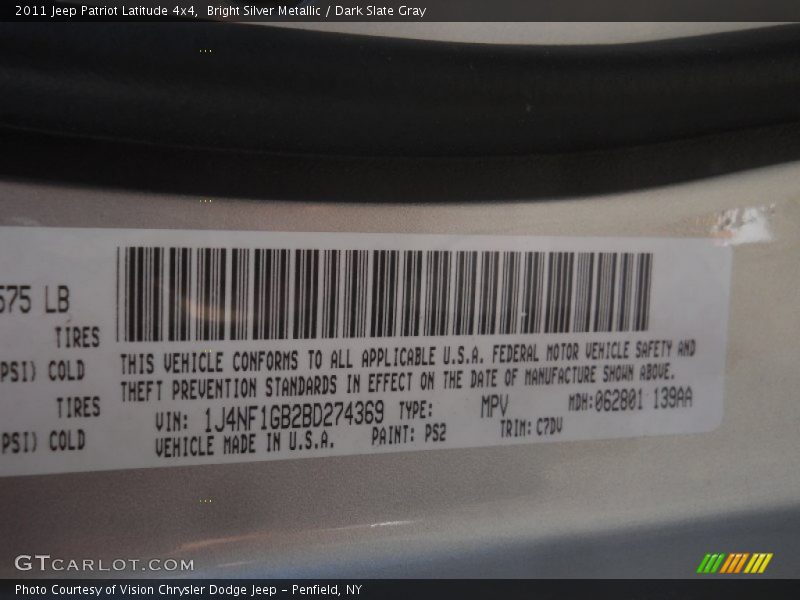 2011 Jeep Patriot Latitude 4x4, Bright Silver Metallic / Dark Slate Gray
575 LB
TIRES
PSI) COLD
TIRES
PSI) COLD
THIS VEHICLE CONFORMS TO ALL APPLICABLE U.S.A. FEDERAL MOTOR VEHICLE SAFETY AND
THEFT PREVENTION STANDARDS IN EFFECT ON THE DATE OF MANUFACTURE SHOWN ABOVE.
VIN: 1J4NF1GB2BD274369 TYPE: MPV MDH:062801 139AA
VEHICLE MADE IN U.S.A. PAINT: PS2 TRIM: C7DV
GTCARLOT.COM
Photo Courtesy of Vision Chrysler Dodge Jeep – Penfield, NY